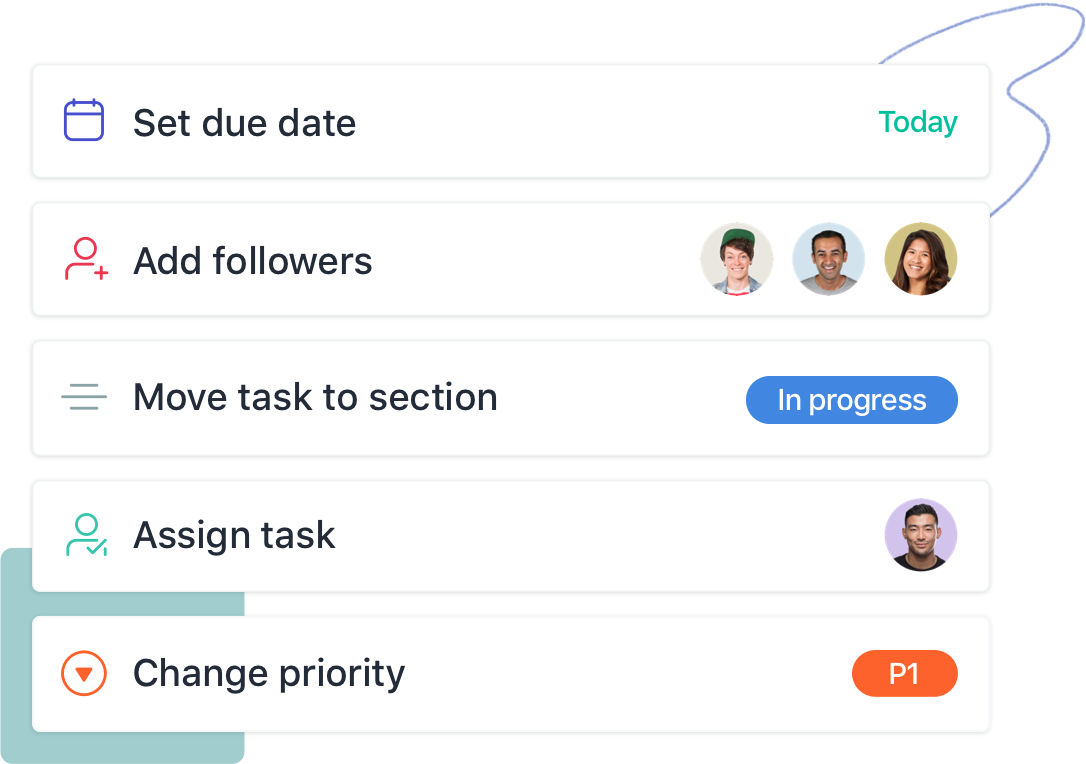 Set due date
Today
Add followers
Move task to section
In progress
Assign task
Change priority
P1